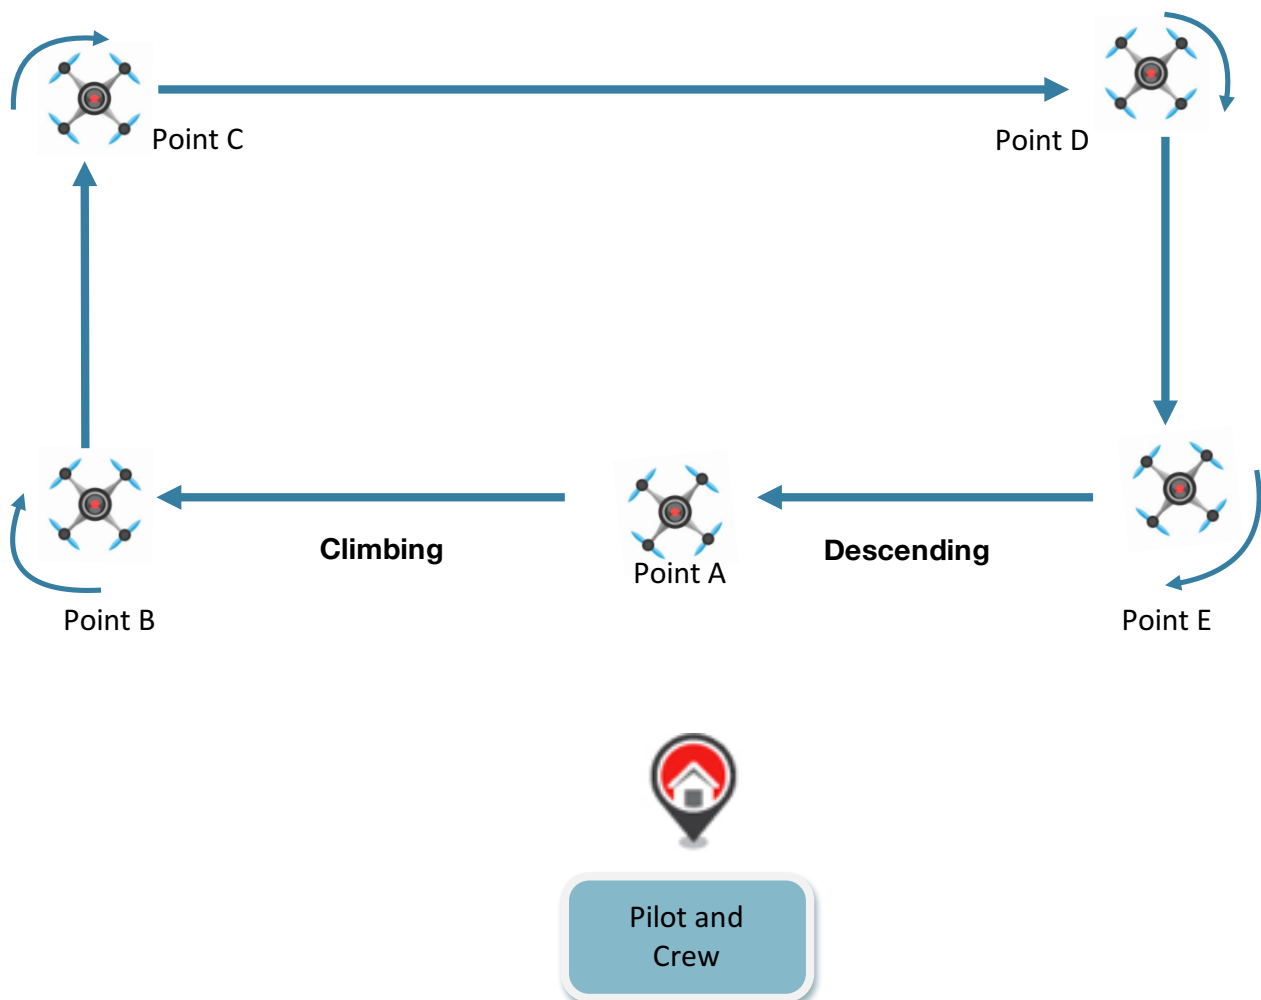 Point C
Point D
Climbing
Descending
Point A
Point B
Point E
Pilot and
Crew